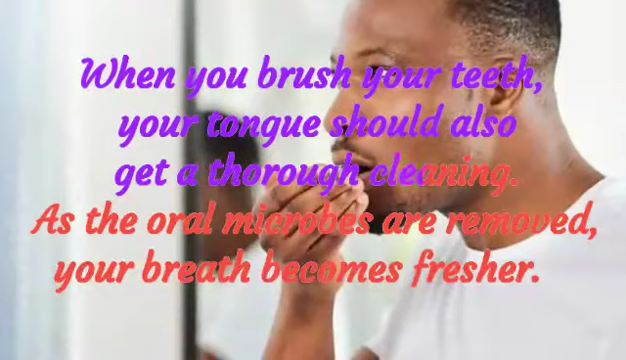 When you brush your teeth,
your tongue should also
get a thorough cleaning.
As the oral microbes are removed,
your breath becomes fresher.